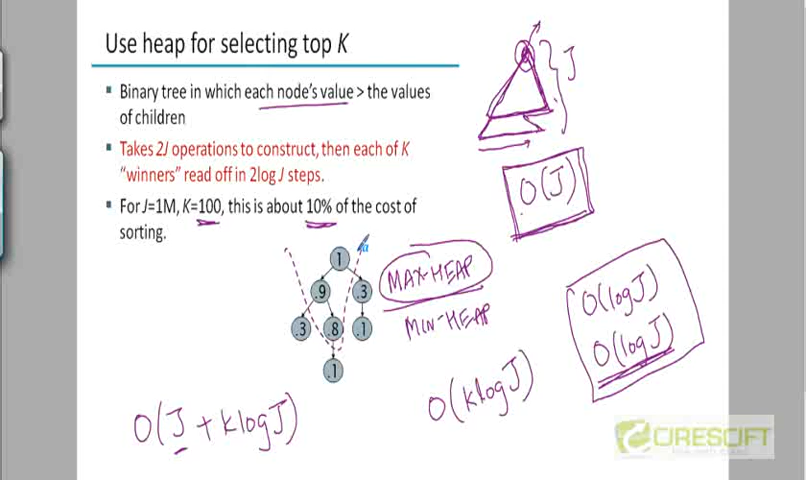 Use heap for selecting top K
▪ Binary tree in which each node's value > the values
of children
▪ Takes 2J operations to construct, then each of K
"winners" read off in 2log J steps.
▪ For J=1M, K=100, this is about 10% of the cost of
sorting.
J
O(J)
1
.9
.3
.3
.8
.1
.1
MAX-HEAP
MIN-HEAP
O(logJ)
O(logJ)
O(J + klogJ)
O(klogJ)
CIRESCIFT